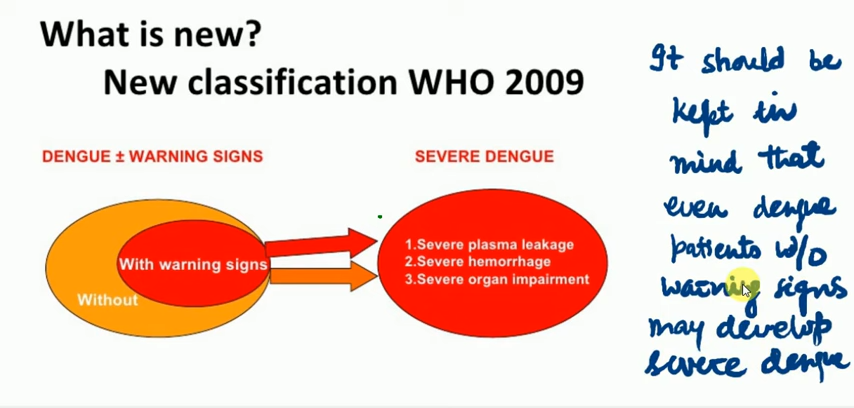 What is new?
New classification WHO 2009
DENGUE ± WARNING SIGNS
SEVERE DENGUE
With warning signs
Without
1.Severe plasma leakage
2.Severe hemorrhage
3.Severe organ impairment
It should be
kept in
mind that
even dengue
patients w/o
warning signs
may develop
severe dengue